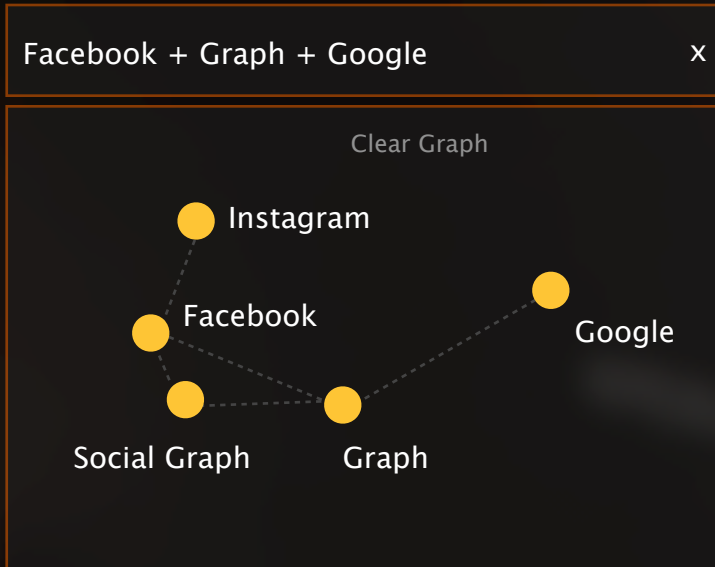 Facebook + Graph + Google
x
Clear Graph
Instagram
Facebook
Google
Social Graph
Graph